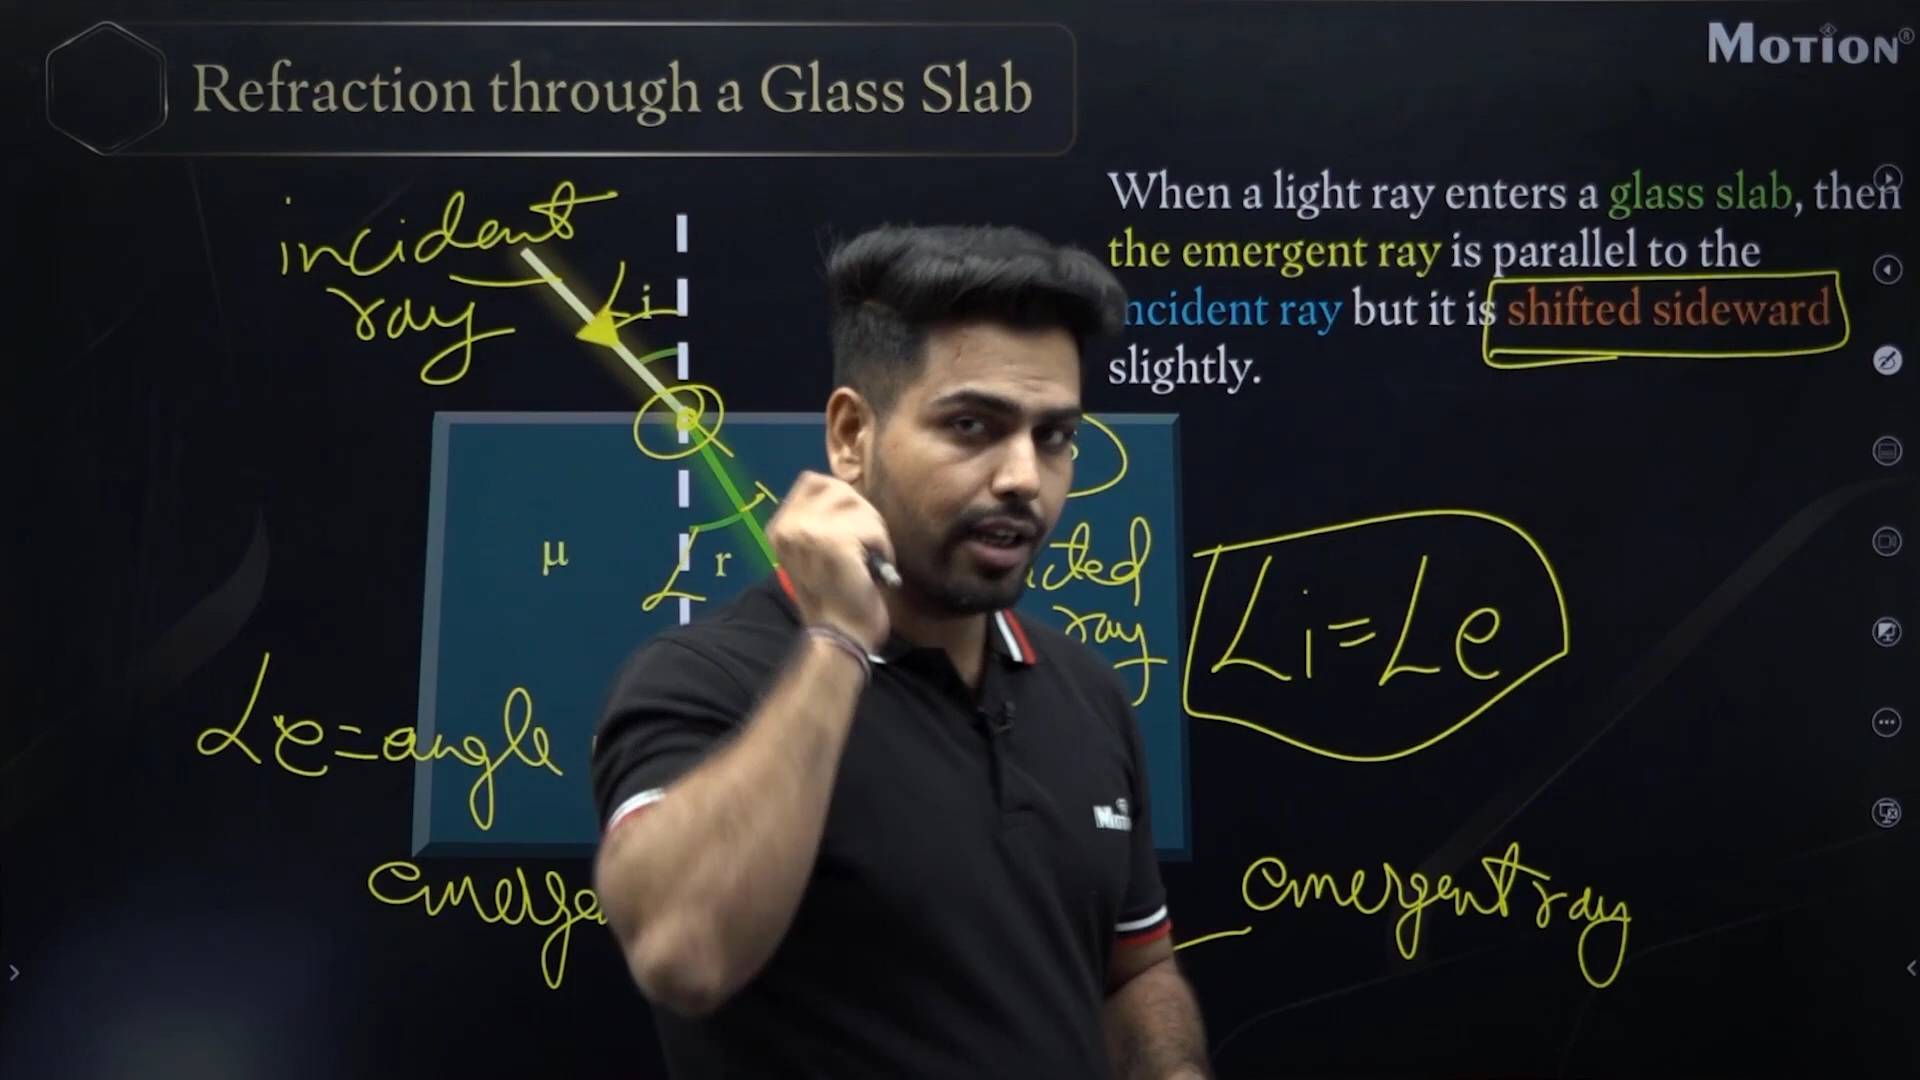 MOTION
Refraction through a Glass Slab
When a light ray enters a glass slab, then
the emergent ray is parallel to the
incident ray but it is shifted sideward
slightly.
incident
ray
∠i
μ
∠r
ray
∠i=∠e
∠e=angle
emergent ray